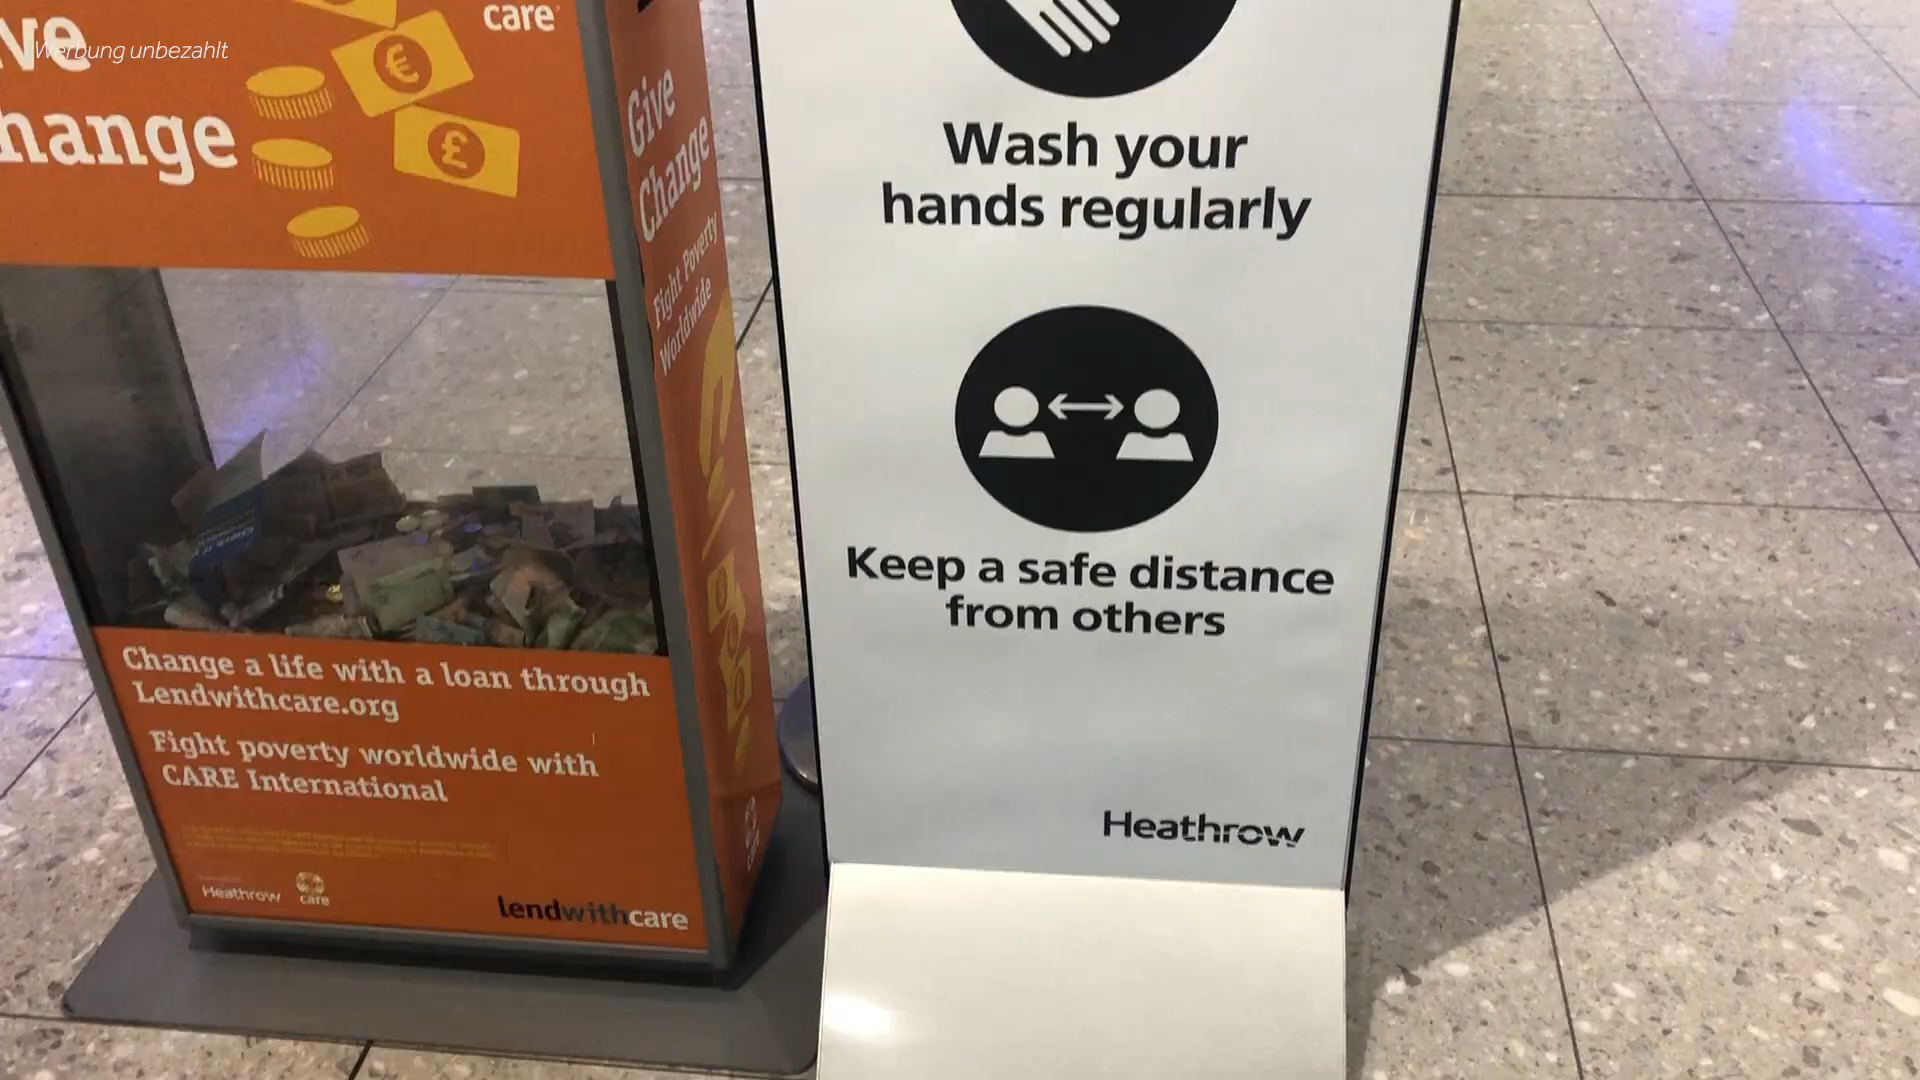 Werbung unbezahlt
care
ve
hange
€
£
Change a life with a loan through
Lendwithcare.org
Fight poverty worldwide with
CARE International
Heathrow
care
lendwithcare
Give
Change
Fight Poverty
Worldwide
care
Wash your
hands regularly
Keep a safe distance
from others
Heathrow